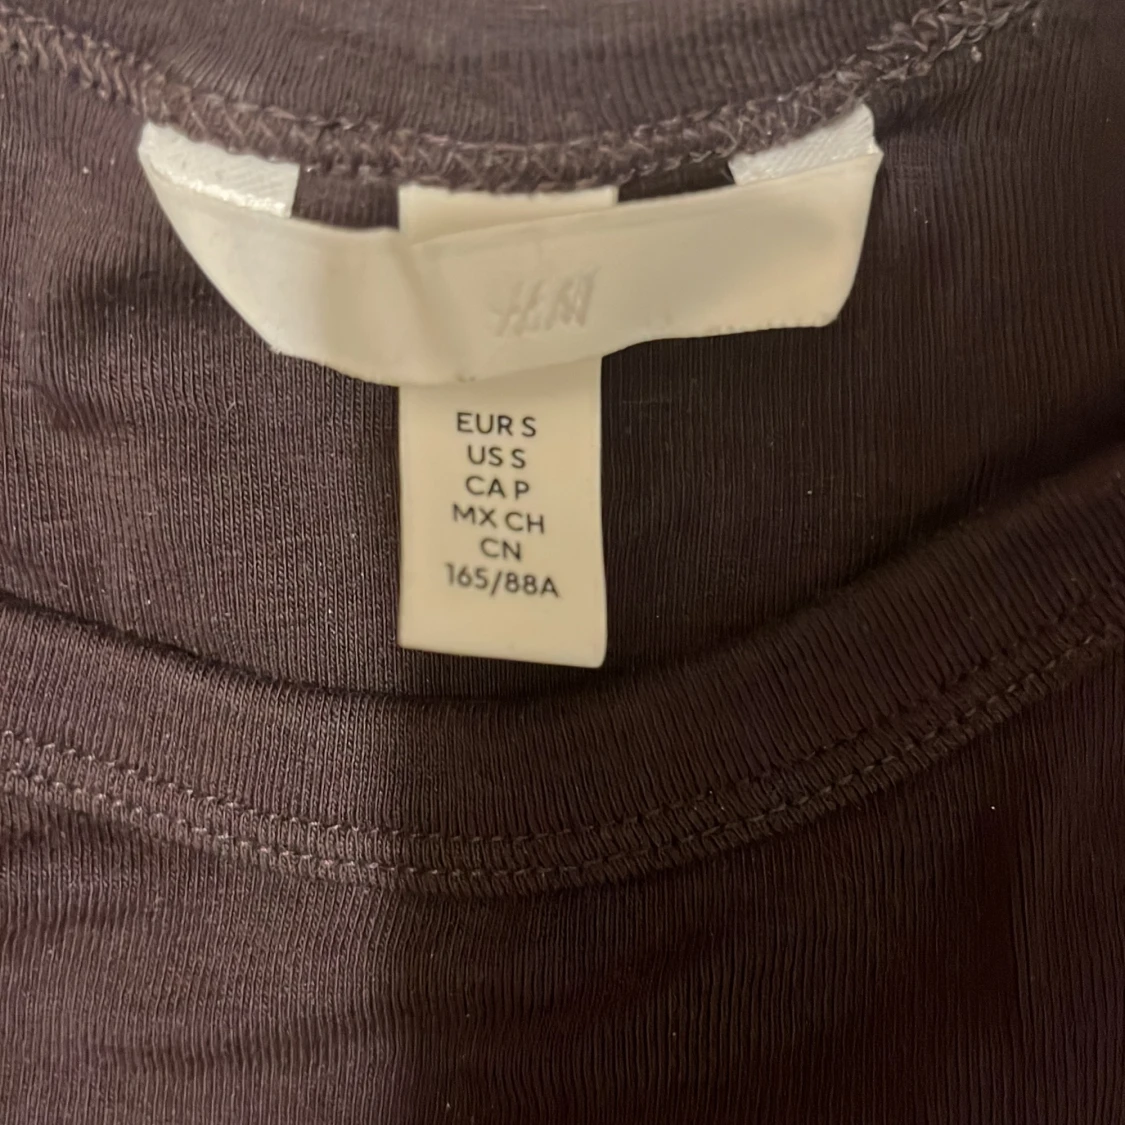 H&M
EUR S
US S
CA P
MX CH
CN
165/88A